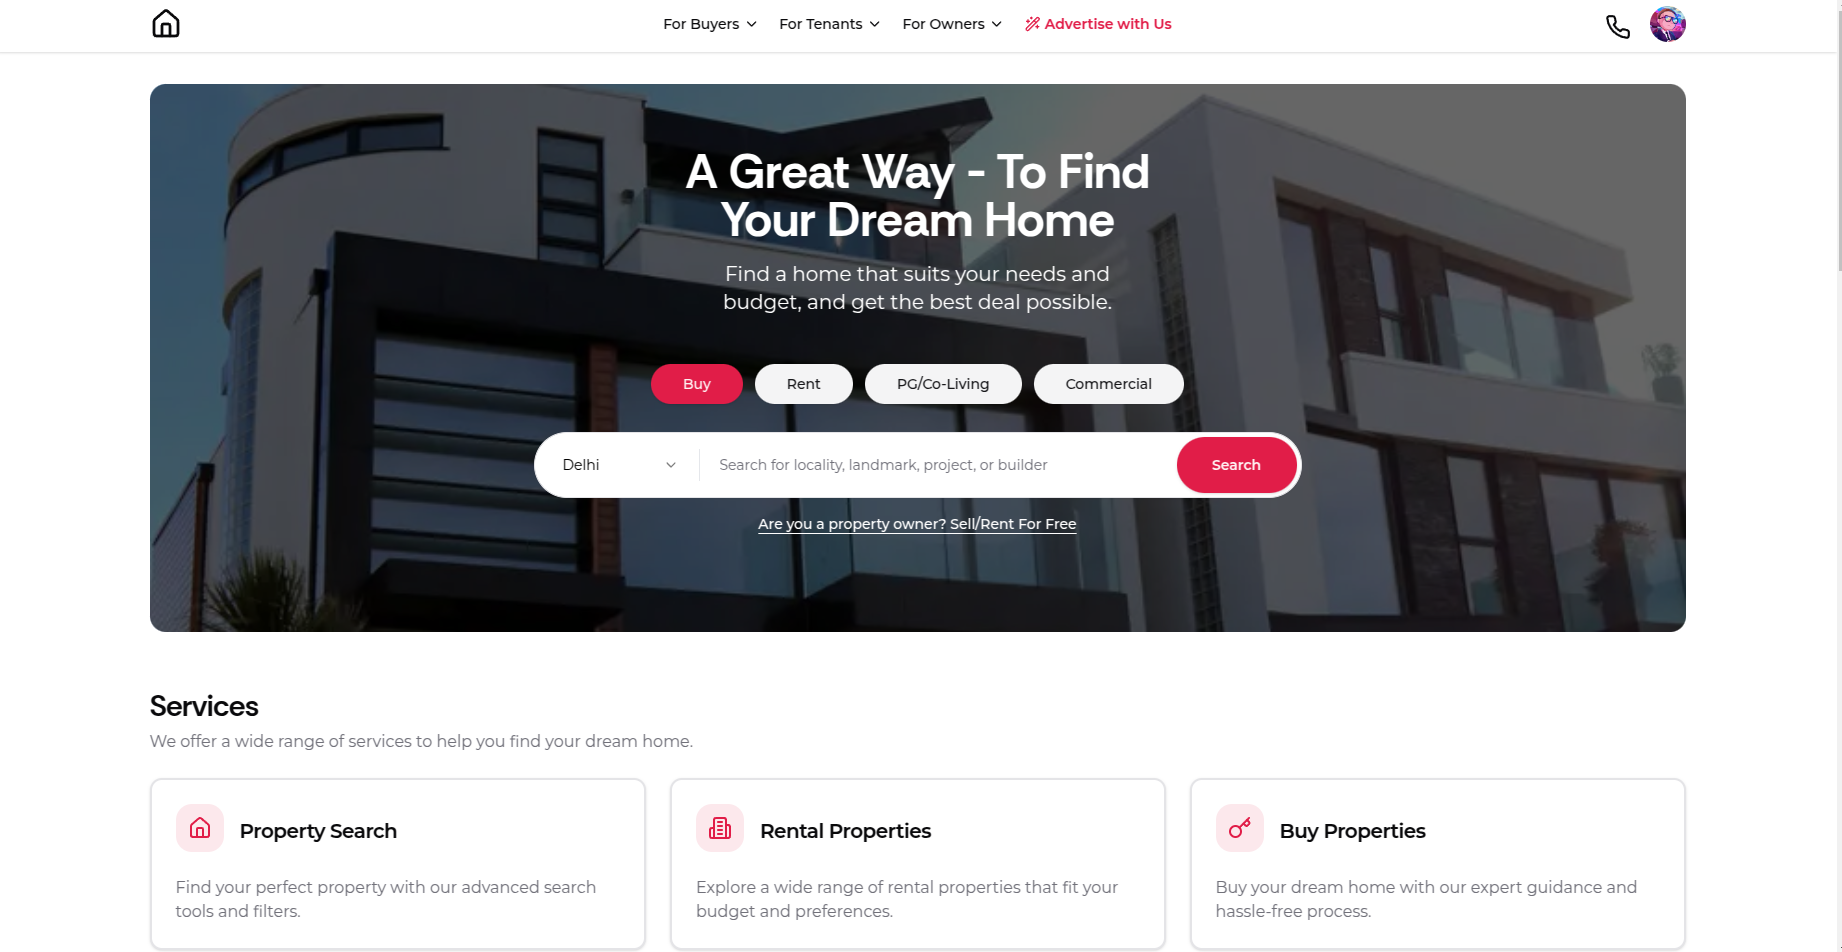 For Buyers
For Tenants
For Owners
Advertise with Us
A Great Way - To Find
Your Dream Home
Find a home that suits your needs and
budget, and get the best deal possible.
Buy
Rent
PG/Co-Living
Commercial
Delhi
Search for locality, landmark, project, or builder
Search
Are you a property owner? Sell/Rent For Free
Services
We offer a wide range of services to help you find your dream home.
Property Search
Find your perfect property with our advanced search
tools and filters.
Rental Properties
Explore a wide range of rental properties that fit your
budget and preferences.
Buy Properties
Buy your dream home with our expert guidance and
hassle-free process.